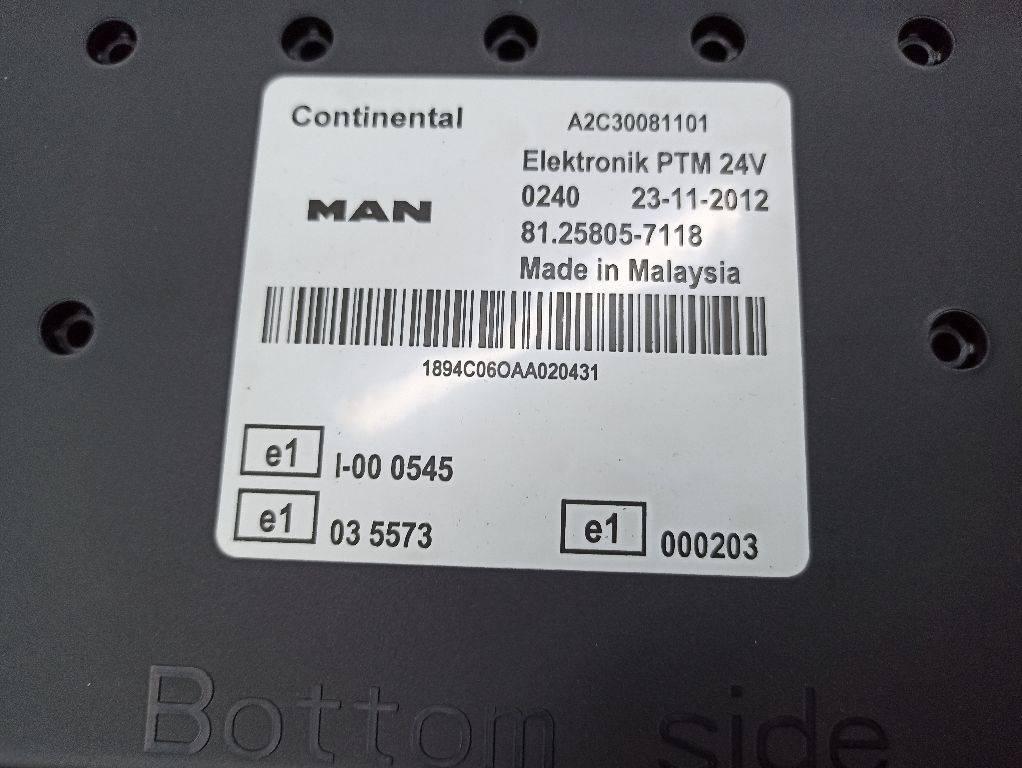 Continental A2C30081101
Elektronik PTM 24V
MAN 0240 23-11-2012
81.25805-7118
Made in Malaysia
1894C06OAA020431
e1 I-00 0545
e1 03 5573 e1 000203
Bottom side